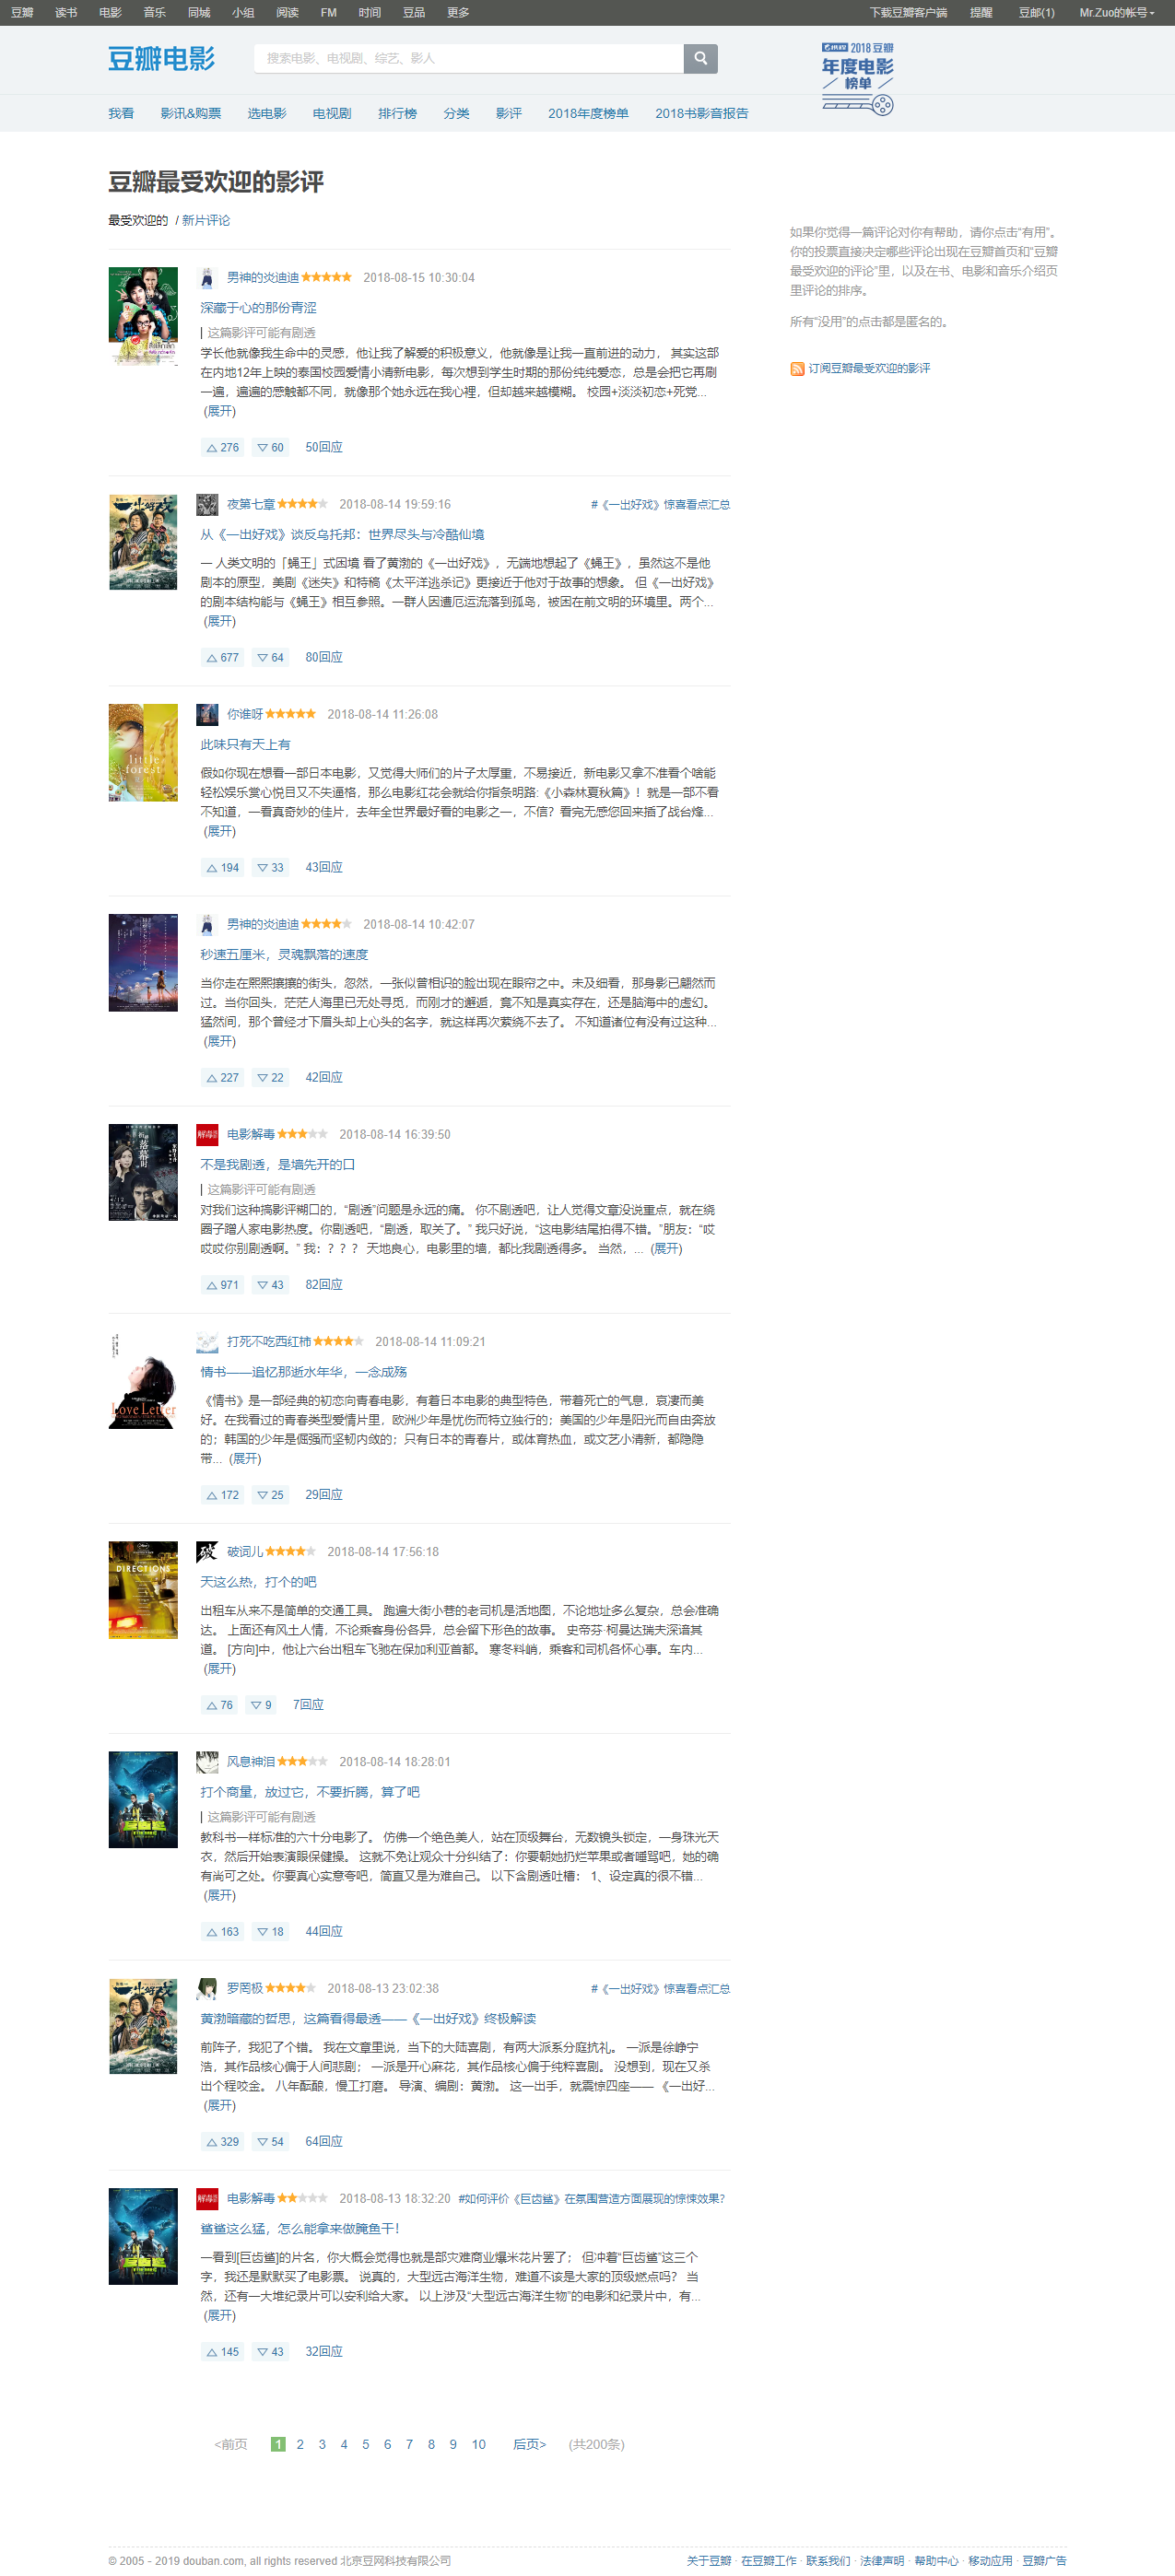 豆瓣 读书 电影 音乐 同城 小组 阅读 FM 时间 豆品 更多 下载豆瓣客户端 提醒 豆邮(1) Mr.Zuo的帐号
豆瓣电影
搜索电影、电视剧、综艺、影人
2018 豆瓣
年度电影
榜单
我看 影讯&购票 选电影 电视剧 排行榜 分类 影评 2018年度榜单 2018书影音报告
豆瓣最受欢迎的影评
最受欢迎的 / 新片评论
如果你觉得一篇评论对你有帮助，请你点击“有用”。
你的投票直接决定哪些评论出现在豆瓣首页和“豆瓣
最受欢迎的评论”里，以及在书、电影和音乐介绍页
里评论的排序。
所有“没用”的点击都是匿名的。
订阅豆瓣最受欢迎的影评
男神的炎迪迪 2018-08-15 10:30:04
深藏于心的那份青涩
| 这篇影评可能有剧透
学长他就像我生命中的灵感，他让我了解爱的积极意义，他就像是让我一直前进的动力， 其实这部
在内地12年上映的泰国校园爱情小清新电影，每次想到学生时期的那份纯纯爱恋，总是会把它再刷
一遍，遍遍的感触都不同，就像那个她永远在我心裡，但却越来越模糊。 校园+淡淡初恋+死党...
(展开)
276 60 50回应
夜第七章 2018-08-14 19:59:16 #《一出好戏》惊喜看点汇总
从《一出好戏》谈反乌托邦：世界尽头与冷酷仙境
一 人类文明的「蝇王」式困境 看了黄渤的《一出好戏》，无端地想起了《蝇王》，虽然这不是他
剧本的原型，美剧《迷失》和特稿《太平洋逃杀记》更接近于他对于故事的想象。 但《一出好戏》
的剧本结构能与《蝇王》相互参照。一群人因遭厄运流落到孤岛，被困在前文明的环境里。两个...
(展开)
677 64 80回应
little
forest
你谁呀 2018-08-14 11:26:08
此味只有天上有
假如你现在想看一部日本电影，又觉得大师们的片子太厚重，不易接近，新电影又拿不准看个啥能
轻松娱乐赏心悦目又不失逼格，那么电影红花会就给你指条明路:《小森林夏秋篇》！就是一部不看
不知道，一看真奇妙的佳片，去年全世界最好看的电影之一，不信？看完无感您回来插了战台烽...
(展开)
194 33 43回应
男神的炎迪迪 2018-08-14 10:42:07
秒速五厘米，灵魂飘落的速度
当你走在熙熙攘攘的街头，忽然，一张似曾相识的脸出现在眼帘之中。未及细看，那身影已翩然而
过。当你回头，茫茫人海里已无处寻觅，而刚才的邂逅，竟不知是真实存在，还是脑海中的虚幻。
猛然间，那个曾经才下眉头却上心头的名字，就这样再次萦绕不去了。 不知道诸位有没有过这种...
(展开)
227 22 42回应
电影解毒 2018-08-14 16:39:50
不是我剧透，是墙先开的口
| 这篇影评可能有剧透
对我们这种搞影评糊口的，“剧透”问题是永远的痛。 你不剧透吧，让人觉得文章没说重点，就在绕
圈子蹭人家电影热度。你剧透吧，“剧透，取关了。” 我只好说，“这电影结尾拍得不错。”朋友：“哎
哎哎你别剧透啊。” 我：？？？ 天地良心，电影里的墙，都比我剧透得多。 当然， ... (展开)
971 43 82回应
Love Letter
打死不吃西红柿 2018-08-14 11:09:21
情书——追忆那逝水年华，一念成殇
《情书》是一部经典的初恋向青春电影，有着日本电影的典型特色，带着死亡的气息，哀凄而美
好。在我看过的青春类型爱情片里，欧洲少年是忧伤而特立独行的；美国的少年是阳光而自由奔放
的；韩国的少年是倔强而坚韧内敛的；只有日本的青春片，或体育热血，或文艺小清新，都隐隐
带... (展开)
172 25 29回应
DIRECTIONS
破词儿 2018-08-14 17:56:18
天这么热，打个的吧
出租车从来不是简单的交通工具。 跑遍大街小巷的老司机是活地图，不论地址多么复杂，总会准确
达。 上面还有风土人情，不论乘客身份各异，总会留下形色的故事。 史帝芬·柯曼达瑞夫深谙其
道。 [方向]中，他让六台出租车飞驰在保加利亚首都。 寒冬料峭，乘客和司机各怀心事。车内...
(展开)
76 9 7回应
风息神泪 2018-08-14 18:28:01
打个商量，放过它，不要折腾，算了吧
| 这篇影评可能有剧透
教科书一样标准的六十分电影了。 仿佛一个绝色美人，站在顶级舞台，无数镜头锁定，一身珠光天
衣，然后开始表演眼保健操。 这就不免让观众十分纠结了：你要朝她扔烂苹果或者唾骂吧，她的确
有尚可之处。你要真心实意夸吧，简直又是为难自己。 以下含剧透吐槽： 1、设定真的很不错...
(展开)
163 18 44回应
罗罔极 2018-08-13 23:02:38 #《一出好戏》惊喜看点汇总
黄渤暗藏的哲思，这篇看得最透——《一出好戏》终极解读
前阵子，我犯了个错。 我在文章里说，当下的大陆喜剧，有两大派系分庭抗礼。 一派是徐峥宁
浩，其作品核心偏于人间悲剧； 一派是开心麻花，其作品核心偏于纯粹喜剧。 没想到，现在又杀
出个程咬金。 八年酝酿，慢工打磨。 导演、编剧：黄渤。 这一出手，就震惊四座—— 《一出好...
(展开)
329 54 64回应
电影解毒 2018-08-13 18:32:20 #如何评价《巨齿鲨》在氛围营造方面展现的惊悚效果?
鲨鲨这么猛，怎么能拿来做腌鱼干！
一看到[巨齿鲨]的片名，你大概会觉得也就是部灾难商业爆米花片罢了； 但冲着“巨齿鲨”这三个
字，我还是默默买了电影票。 说真的，大型远古海洋生物，难道不该是大家的顶级燃点吗？ 当
然，还有一大堆纪录片可以安利给大家。 以上涉及“大型远古海洋生物”的电影和纪录片中，有...
(展开)
145 43 32回应
<前页 1 2 3 4 5 6 7 8 9 10 后页> (共200条)
© 2005 - 2019 douban.com, all rights reserved 北京豆网科技有限公司 关于豆瓣 · 在豆瓣工作 · 联系我们 · 法律声明 · 帮助中心 · 移动应用 · 豆瓣广告